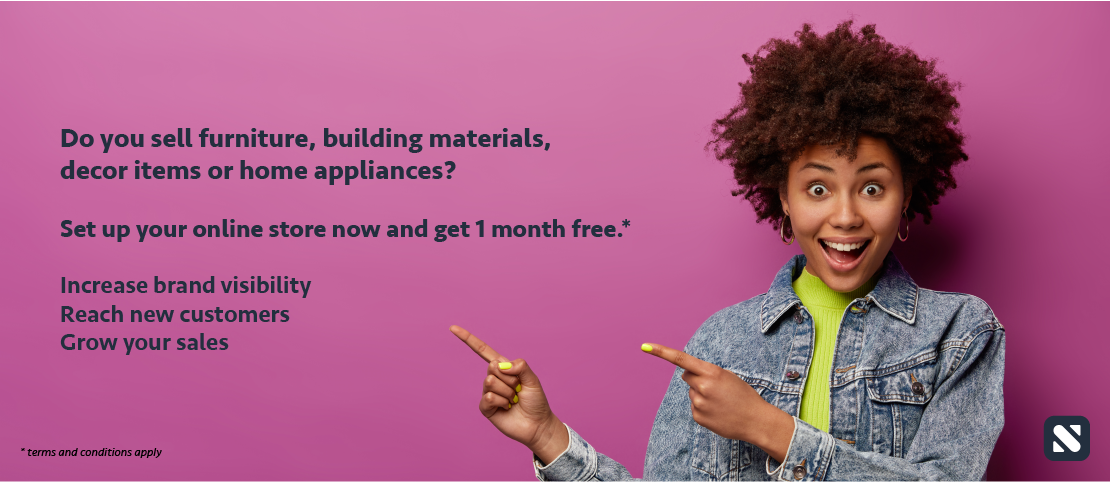 Do you sell furniture, building materials,
decor items or home appliances?
Set up your online store now and get 1 month free.*
Increase brand visibility
Reach new customers
Grow your sales
* terms and conditions apply